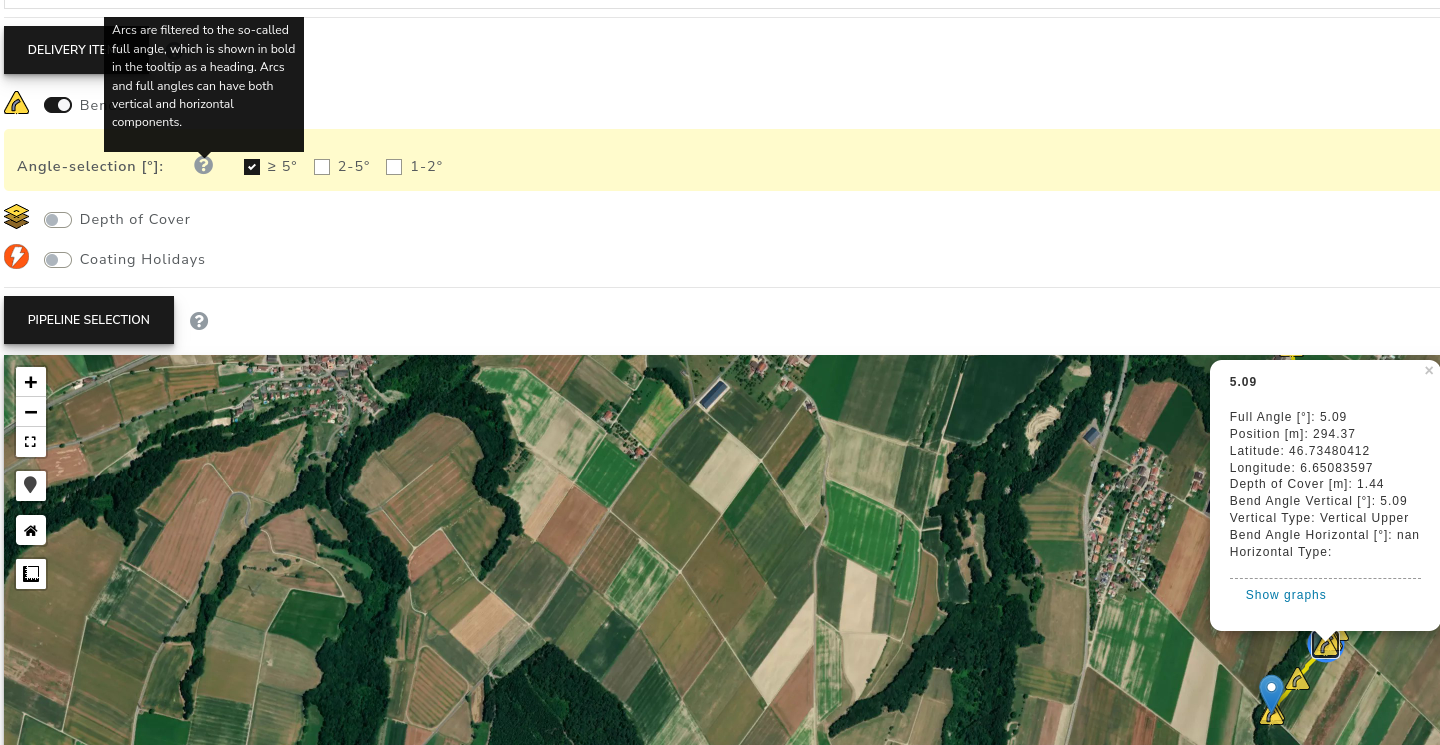 Arcs are filtered to the so-called
full angle, which is shown in bold
in the tooltip as a heading. Arcs
and full angles can have both
vertical and horizontal
components.
DELIVERY ITE
Ben
Angle-selection [°]: ? ≥ 5° 2-5° 1-2°
Depth of Cover
Coating Holidays
PIPELINE SELECTION ?
+
−
5.09 ×
Full Angle [°]: 5.09
Position [m]: 294.37
Latitude: 46.73480412
Longitude: 6.65083597
Depth of Cover [m]: 1.44
Bend Angle Vertical [°]: 5.09
Vertical Type: Vertical Upper
Bend Angle Horizontal [°]: nan
Horizontal Type:
Show graphs